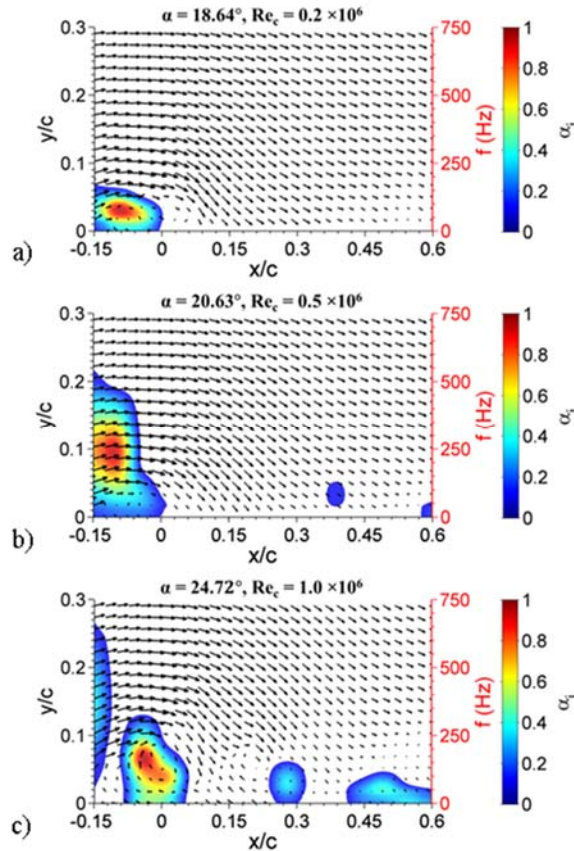 α = 18.64°, Re_c = 0.2 ×10⁶
0.3
0.2
0.1
0
y/c
-0.15 0 0.15 0.3 0.45 0.6
x/c
750
500
250
0
f (Hz)
1
0.8
0.6
0.4
0.2
0
α_i
a)
α = 20.63°, Re_c = 0.5 ×10⁶
0.3
0.2
0.1
0
y/c
-0.15 0 0.15 0.3 0.45 0.6
x/c
750
500
250
0
f (Hz)
1
0.8
0.6
0.4
0.2
0
α_i
b)
α = 24.72°, Re_c = 1.0 ×10⁶
0.3
0.2
0.1
0
y/c
-0.15 0 0.15 0.3 0.45 0.6
x/c
750
500
250
0
f (Hz)
1
0.8
0.6
0.4
0.2
0
α_i
c)